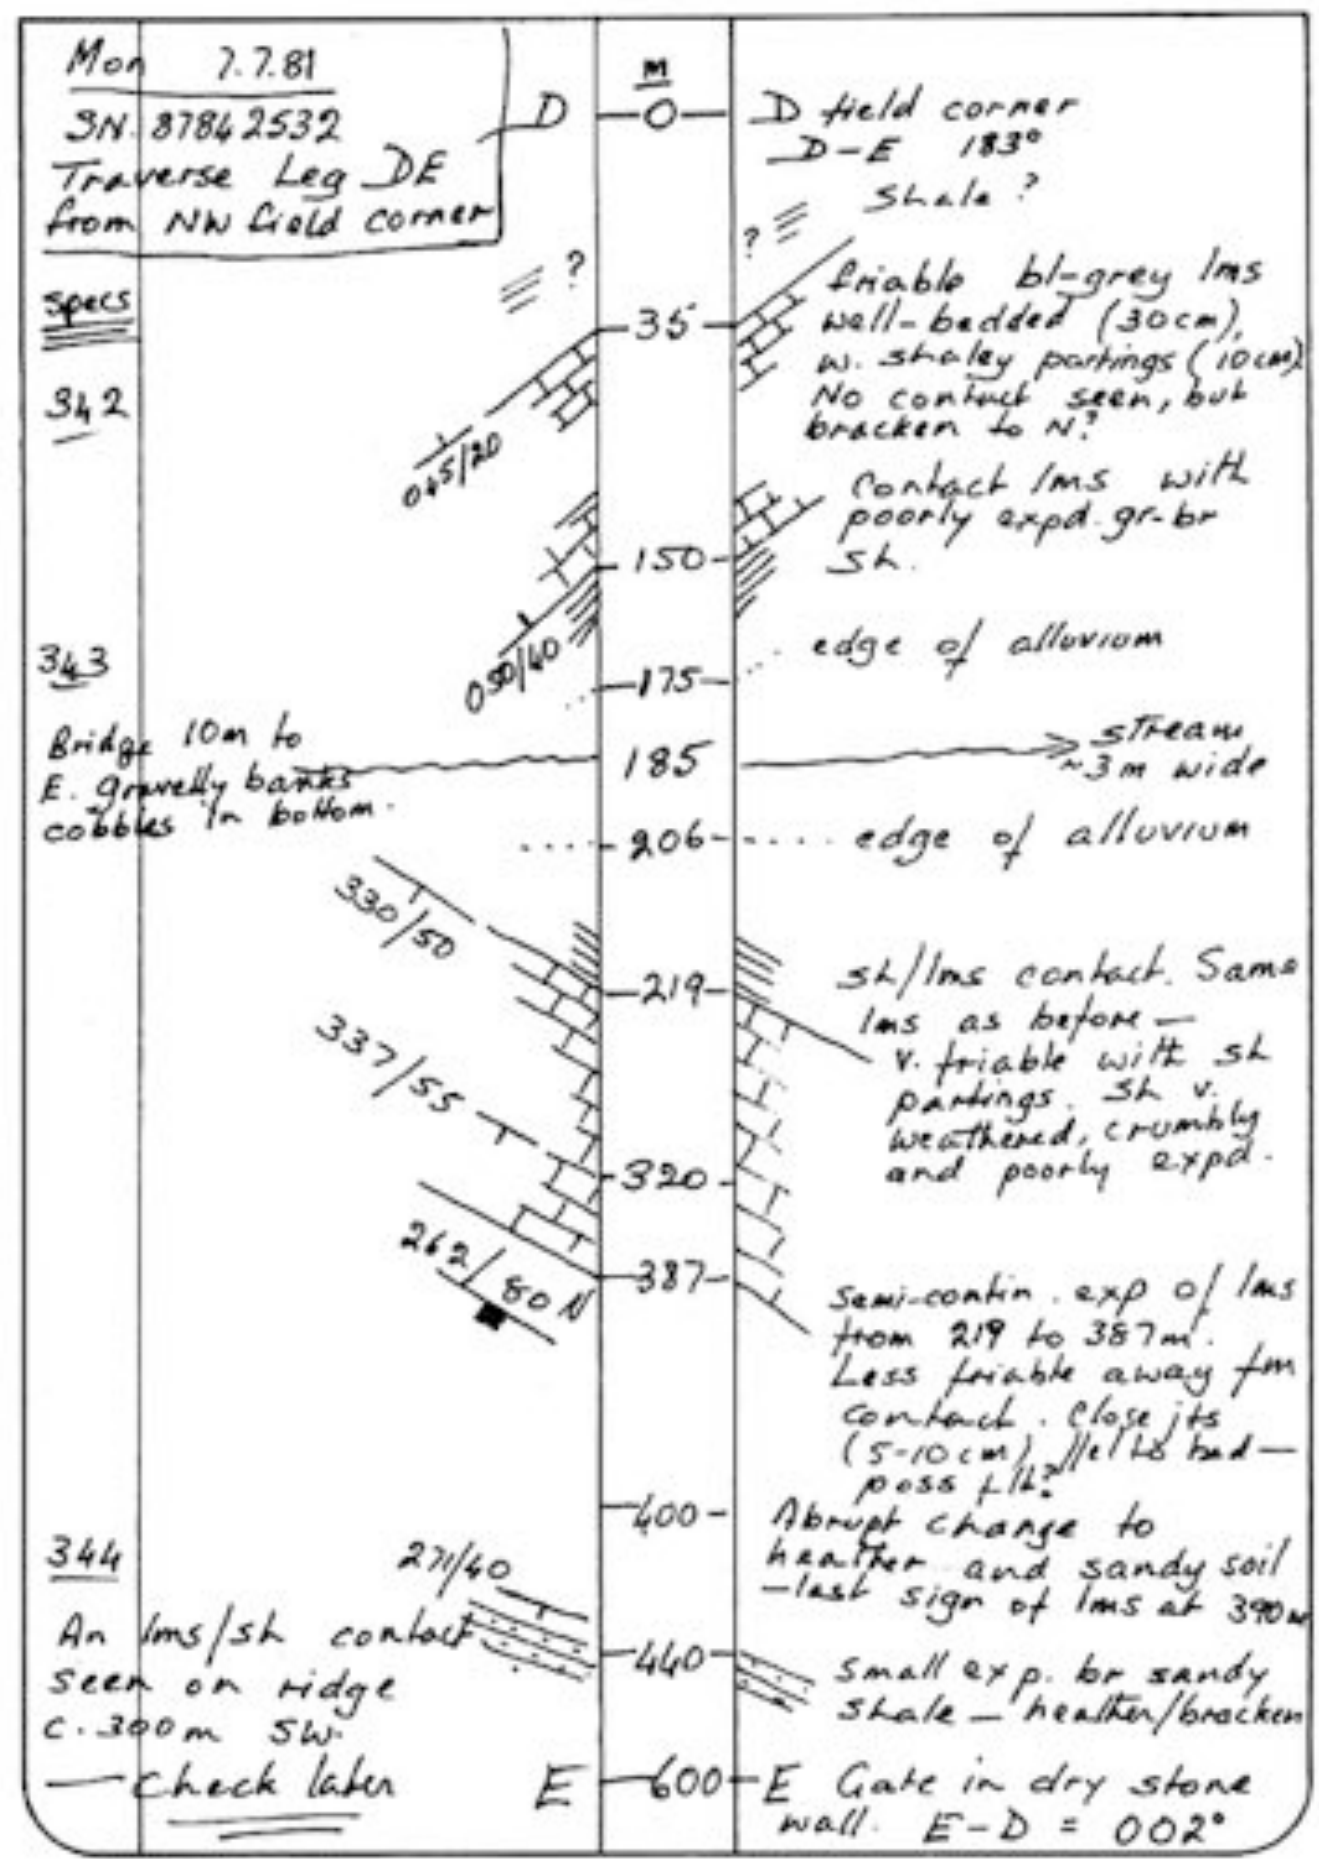 Mon 7.7.81
SN. 87842532
Traverse Leg DE
from NW field corner
specs
342
343
Bridge 10m to
E. gravelly banks
cobbles in bottom.
344
An lms/sh contact
seen on ridge
c. 300m SW.
— Check later
D
?
045/20
050/40
330/50
337/55
262/80 N
271/40
E
M
0
35
150
175
185
206
219
320
387
400
440
600
D field corner
D-E 183°
Shale ?
?
friable bl-grey lms
well-bedded (30cm),
w. shaley partings (10cm)
No contact seen, but
bracken to N?
Contact lms with
poorly expd. gr-br
sh.
edge of alluvium
stream
~3m wide
edge of alluvium
sh/lms contact. Same
lms as before —
v. friable with sh
partings. Sh v.
weathered, crumbly
and poorly expd.
Semi-contin. exp of lms
from 219 to 387m.
Less friable away fm
contact. Close jts
(5-10cm) //el to bed—
poss flt?
Abrupt change to
heather and sandy soil
—last sign of lms at 390m
Small exp. br sandy
shale — heather/bracken
E Gate in dry stone
wall. E-D = 002°